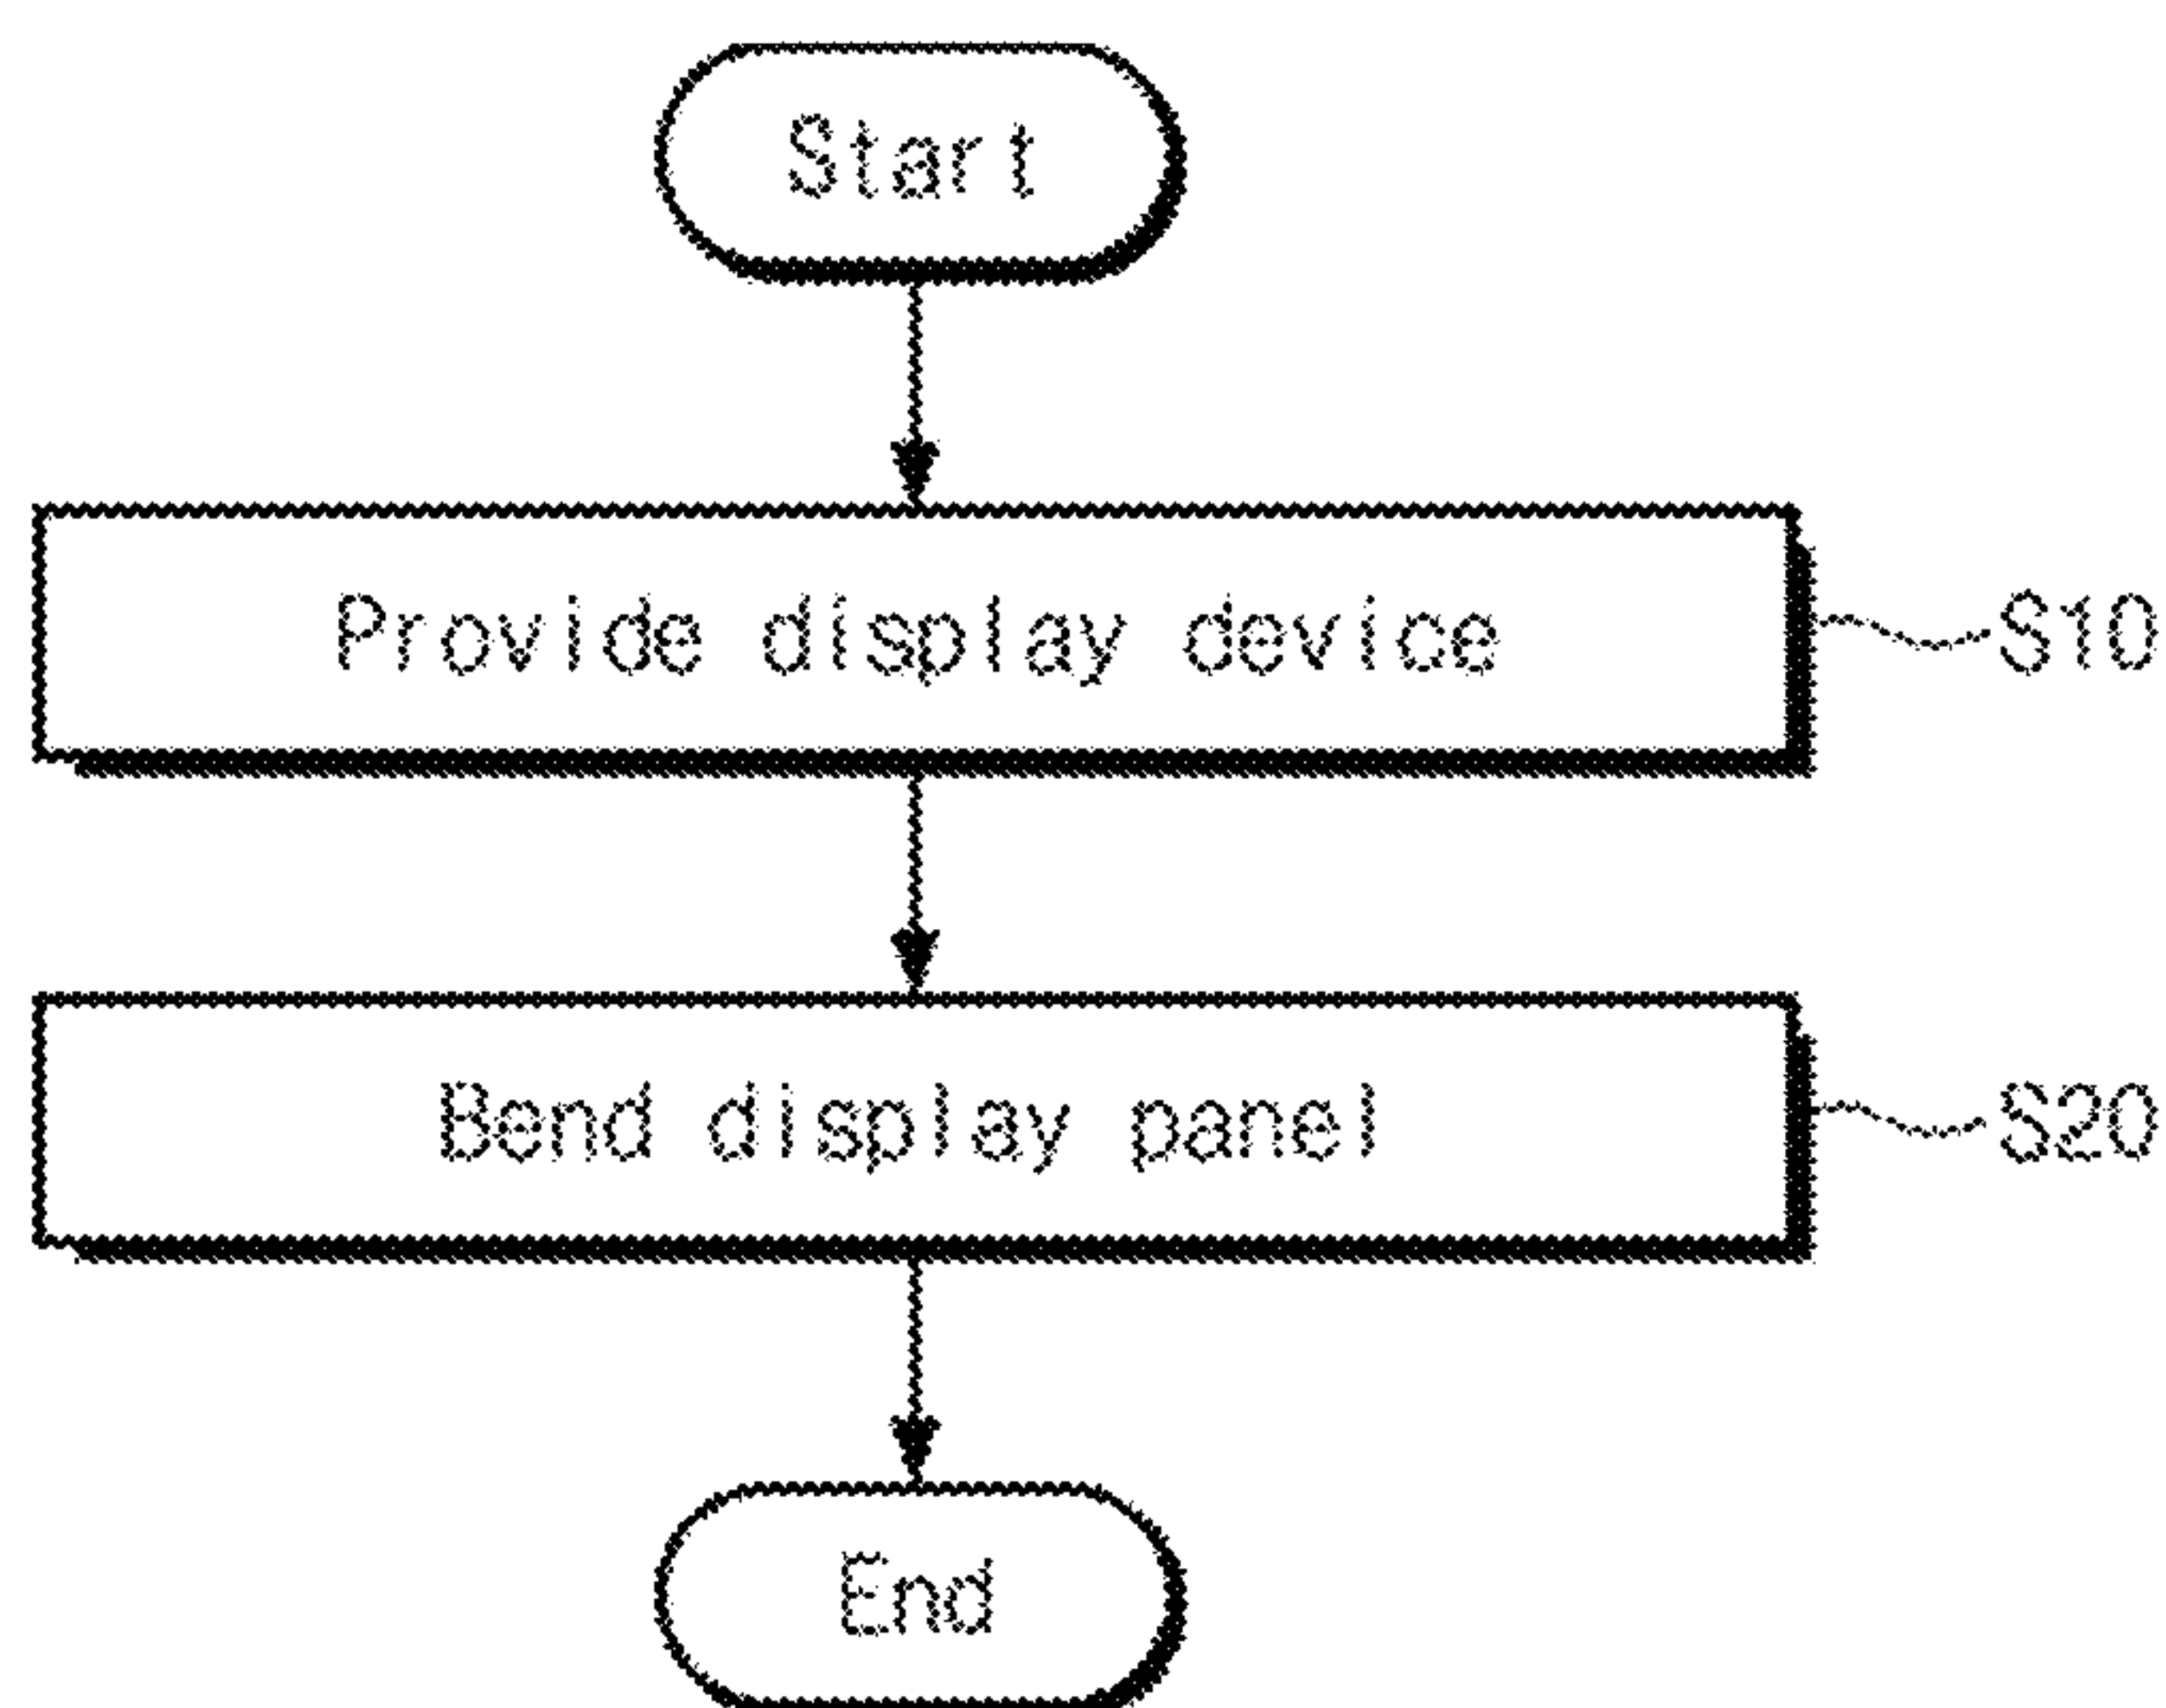 Start
Provide display device
S10
Bend display panel
S20
End